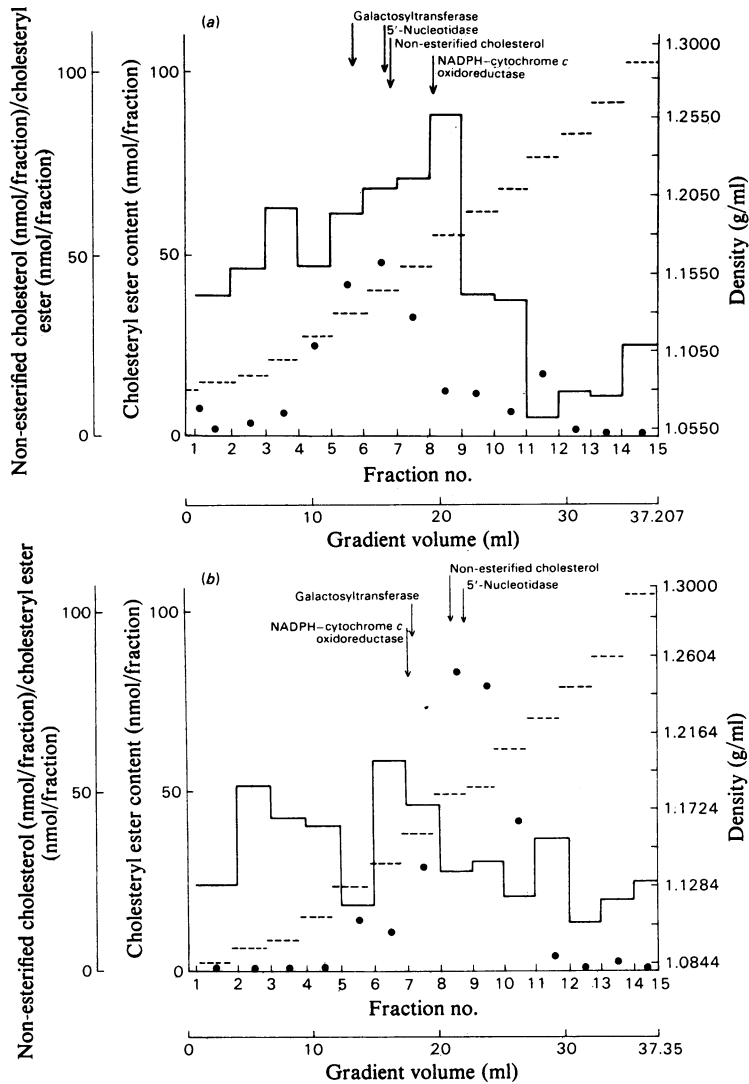 (a)
Galactosyltransferase
5′-Nucleotidase
Non-esterified cholesterol
NADPH–cytochrome c
oxidoreductase
Non-esterified cholesterol (nmol/fraction)/cholesteryl
ester (nmol/fraction)
100
50
0
Cholesteryl ester content (nmol/fraction)
100
50
0
1.3000
1.2550
1.2050
1.1550
1.1050
1.0550
Density (g/ml)
1 2 3 4 5 6 7 8 9 10 11 12 13 14 15
Fraction no.
0 10 20 30 37.207
Gradient volume (ml)
(b)
Non-esterified cholesterol
5′-Nucleotidase
Galactosyltransferase
NADPH–cytochrome c
oxidoreductase
Non-esterified cholesterol (nmol/fraction)/cholesteryl ester
(nmol/fraction)
100
50
0
Cholesteryl ester content (nmol/fraction)
100
50
0
1.3000
1.2604
1.2164
1.1724
1.1284
1.0844
Density (g/ml)
1 2 3 4 5 6 7 8 9 10 11 12 13 14 15
Fraction no.
0 10 20 30 37.35
Gradient volume (ml)